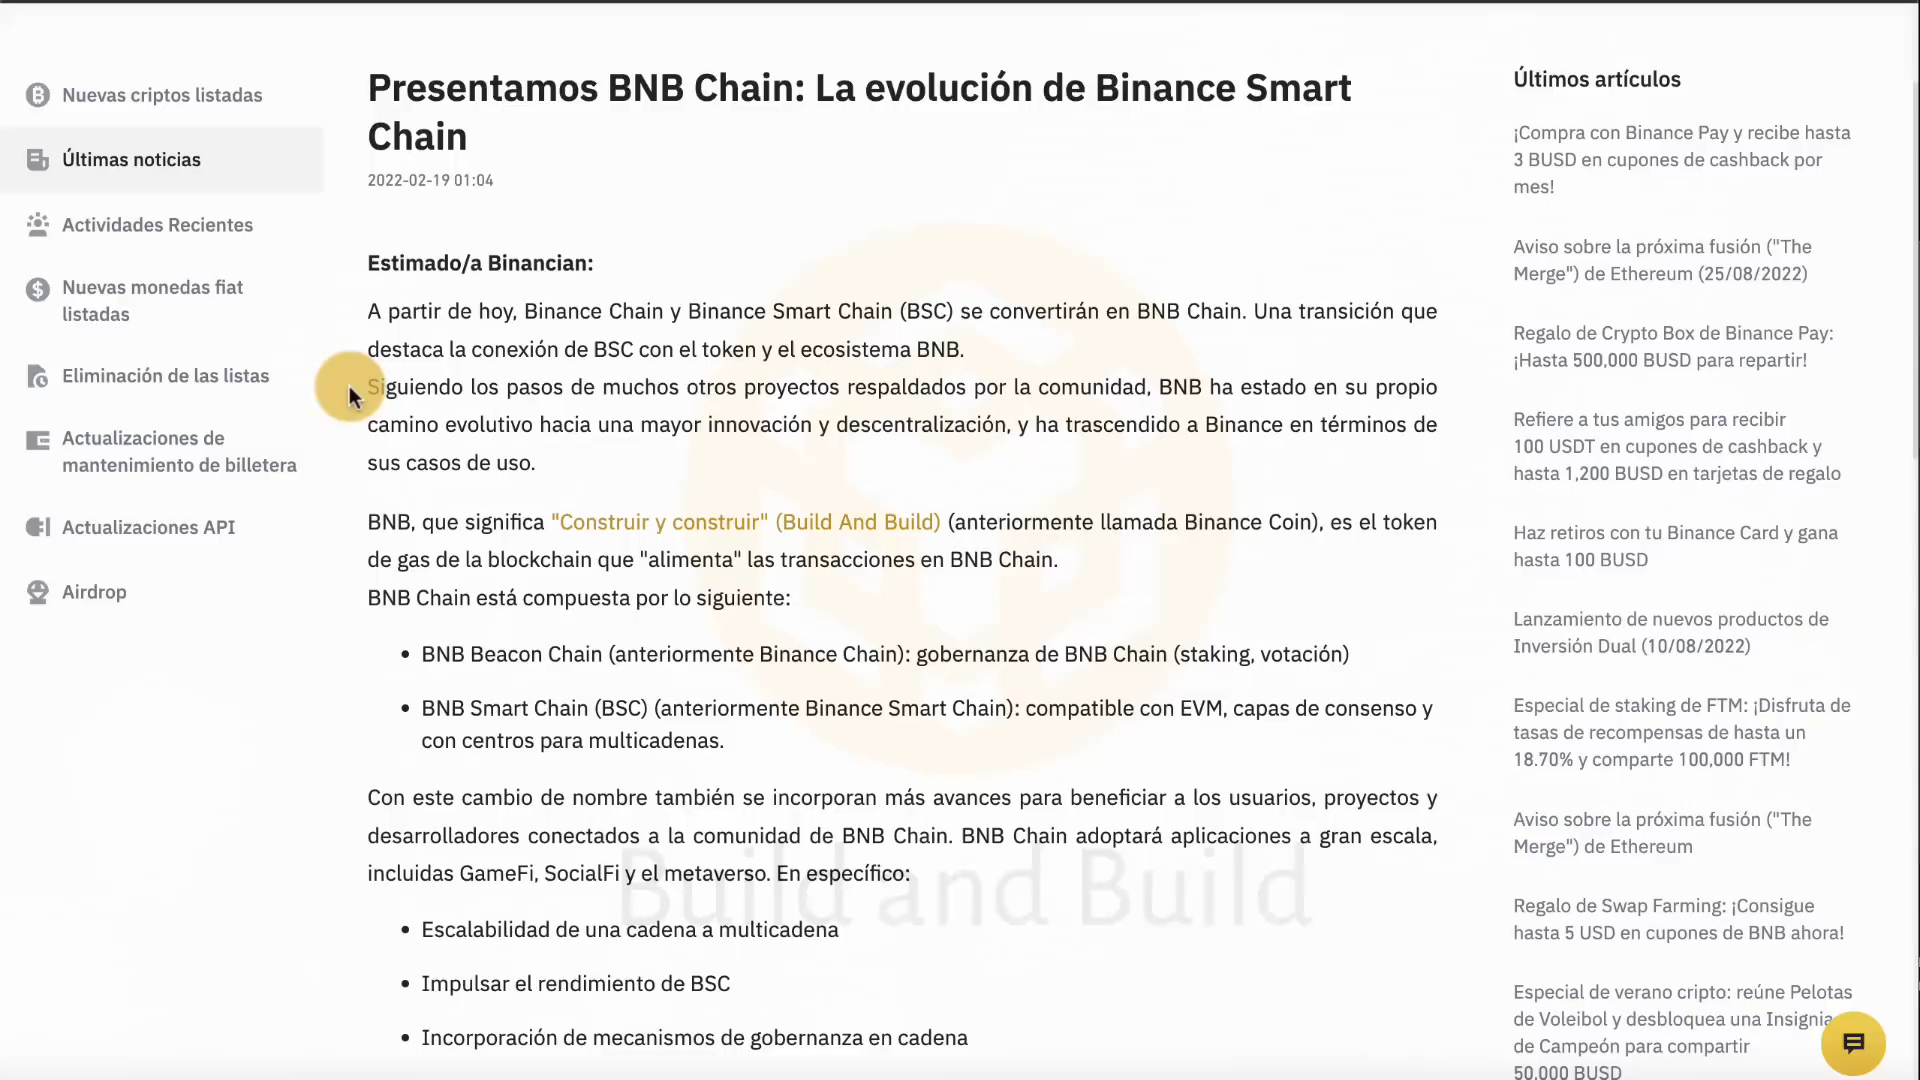 Nuevas criptos listadas
Últimas noticias
Actividades Recientes
Nuevas monedas fiat
listadas
Eliminación de las listas
Actualizaciones de
mantenimiento de billetera
Actualizaciones API
Airdrop
Presentamos BNB Chain: La evolución de Binance Smart
Chain
2022-02-19 01:04
Estimado/a Binancian:
A partir de hoy, Binance Chain y Binance Smart Chain (BSC) se convertirán en BNB Chain. Una transición que
destaca la conexión de BSC con el token y el ecosistema BNB.
Siguiendo los pasos de muchos otros proyectos respaldados por la comunidad, BNB ha estado en su propio
camino evolutivo hacia una mayor innovación y descentralización, y ha trascendido a Binance en términos de
sus casos de uso.
BNB, que significa "Construir y construir" (Build And Build) (anteriormente llamada Binance Coin), es el token
de gas de la blockchain que "alimenta" las transacciones en BNB Chain.
BNB Chain está compuesta por lo siguiente:
• BNB Beacon Chain (anteriormente Binance Chain): gobernanza de BNB Chain (staking, votación)
• BNB Smart Chain (BSC) (anteriormente Binance Smart Chain): compatible con EVM, capas de consenso y
con centros para multicadenas.
Con este cambio de nombre también se incorporan más avances para beneficiar a los usuarios, proyectos y
desarrolladores conectados a la comunidad de BNB Chain. BNB Chain adoptará aplicaciones a gran escala,
incluidas GameFi, SocialFi y el metaverso. En específico:
Build and Build
• Escalabilidad de una cadena a multicadena
• Impulsar el rendimiento de BSC
• Incorporación de mecanismos de gobernanza en cadena
Últimos artículos
¡Compra con Binance Pay y recibe hasta
3 BUSD en cupones de cashback por
mes!
Aviso sobre la próxima fusión ("The
Merge") de Ethereum (25/08/2022)
Regalo de Crypto Box de Binance Pay:
¡Hasta 500,000 BUSD para repartir!
Refiere a tus amigos para recibir
100 USDT en cupones de cashback y
hasta 1,200 BUSD en tarjetas de regalo
Haz retiros con tu Binance Card y gana
hasta 100 BUSD
Lanzamiento de nuevos productos de
Inversión Dual (10/08/2022)
Especial de staking de FTM: ¡Disfruta de
tasas de recompensas de hasta un
18.70% y comparte 100,000 FTM!
Aviso sobre la próxima fusión ("The
Merge") de Ethereum
Regalo de Swap Farming: ¡Consigue
hasta 5 USD en cupones de BNB ahora!
Especial de verano cripto: reúne Pelotas
de Voleibol y desbloquea una Insignia
de Campeón para compartir
50,000 BUSD